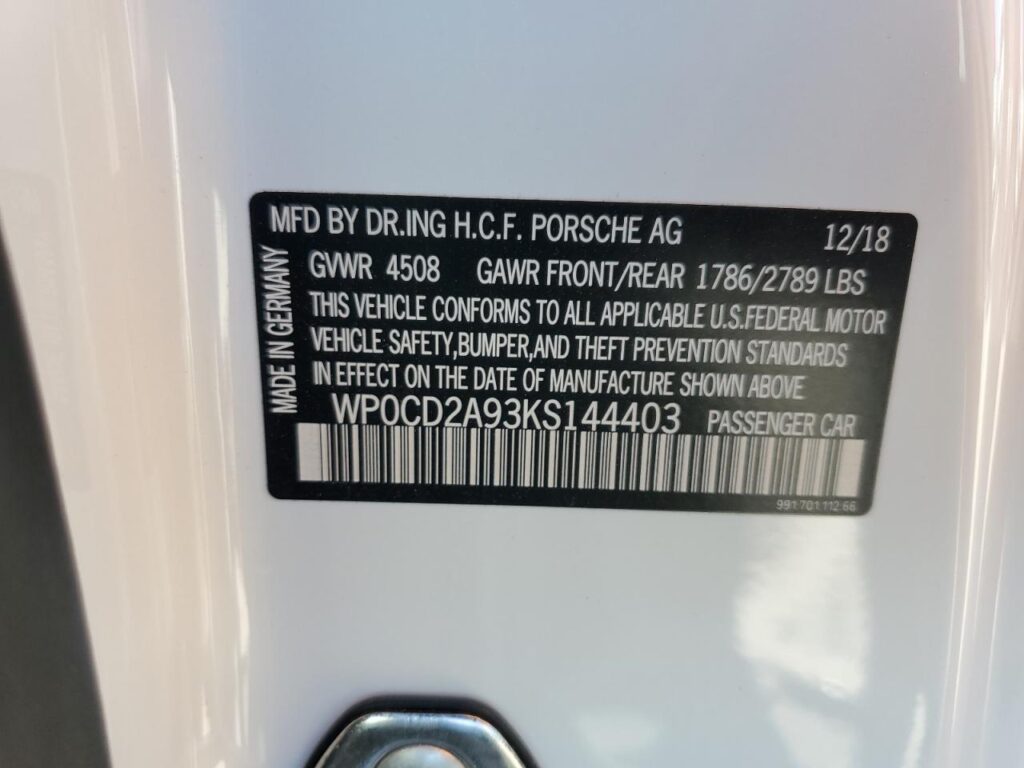 MFD BY DR.ING H.C.F. PORSCHE AG 12/18
GVWR 4508 GAWR FRONT/REAR 1786/2789 LBS
THIS VEHICLE CONFORMS TO ALL APPLICABLE U.S.FEDERAL MOTOR
VEHICLE SAFETY,BUMPER,AND THEFT PREVENTION STANDARDS
IN EFFECT ON THE DATE OF MANUFACTURE SHOWN ABOVE
WP0CD2A93KS144403 PASSENGER CAR
991 701 112 66
MADE IN GERMANY